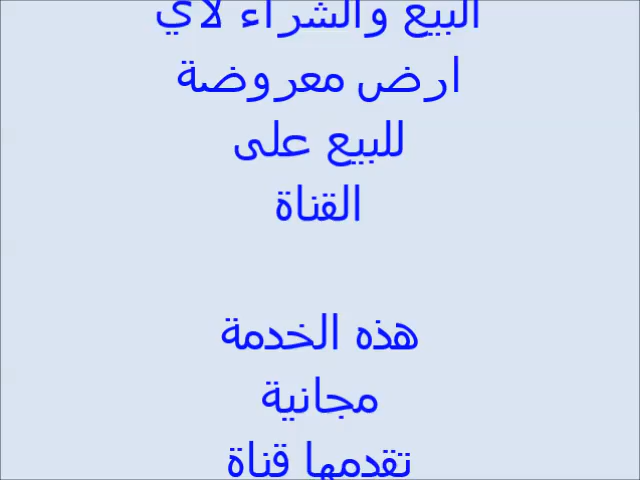 البيع والشراء لاي
ارض معروضة
للبيع على
القناة
هذه الخدمة
مجانية
تقدمها قناة